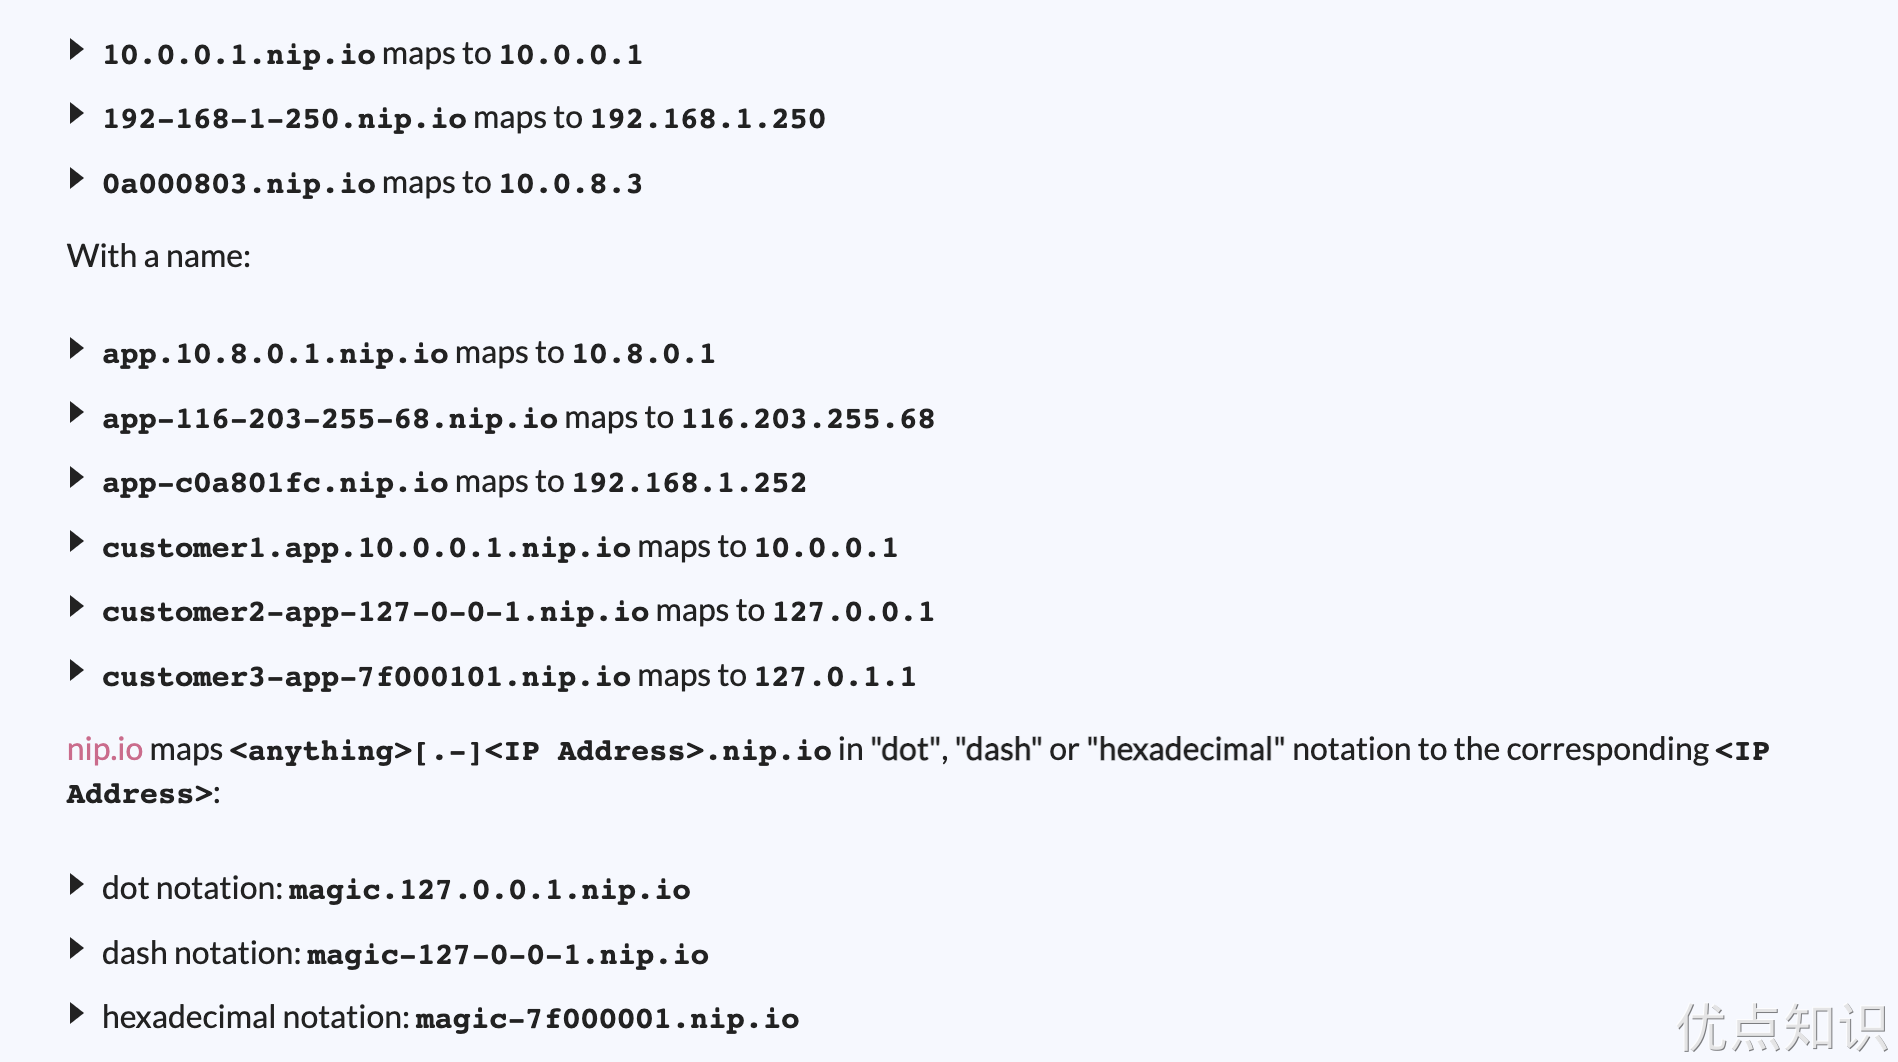 10.0.0.1.nip.io maps to 10.0.0.1
192-168-1-250.nip.io maps to 192.168.1.250
0a000803.nip.io maps to 10.0.8.3
With a name:
app.10.8.0.1.nip.io maps to 10.8.0.1
app-116-203-255-68.nip.io maps to 116.203.255.68
app-c0a801fc.nip.io maps to 192.168.1.252
customer1.app.10.0.0.1.nip.io maps to 10.0.0.1
customer2-app-127-0-0-1.nip.io maps to 127.0.0.1
customer3-app-7f000101.nip.io maps to 127.0.1.1
nip.io maps <anything>[.-]<IP Address>.nip.io in "dot", "dash" or "hexadecimal" notation to the corresponding <IP
Address>:
dot notation: magic.127.0.0.1.nip.io
dash notation: magic-127-0-0-1.nip.io
hexadecimal notation: magic-7f000001.nip.io
优点知识